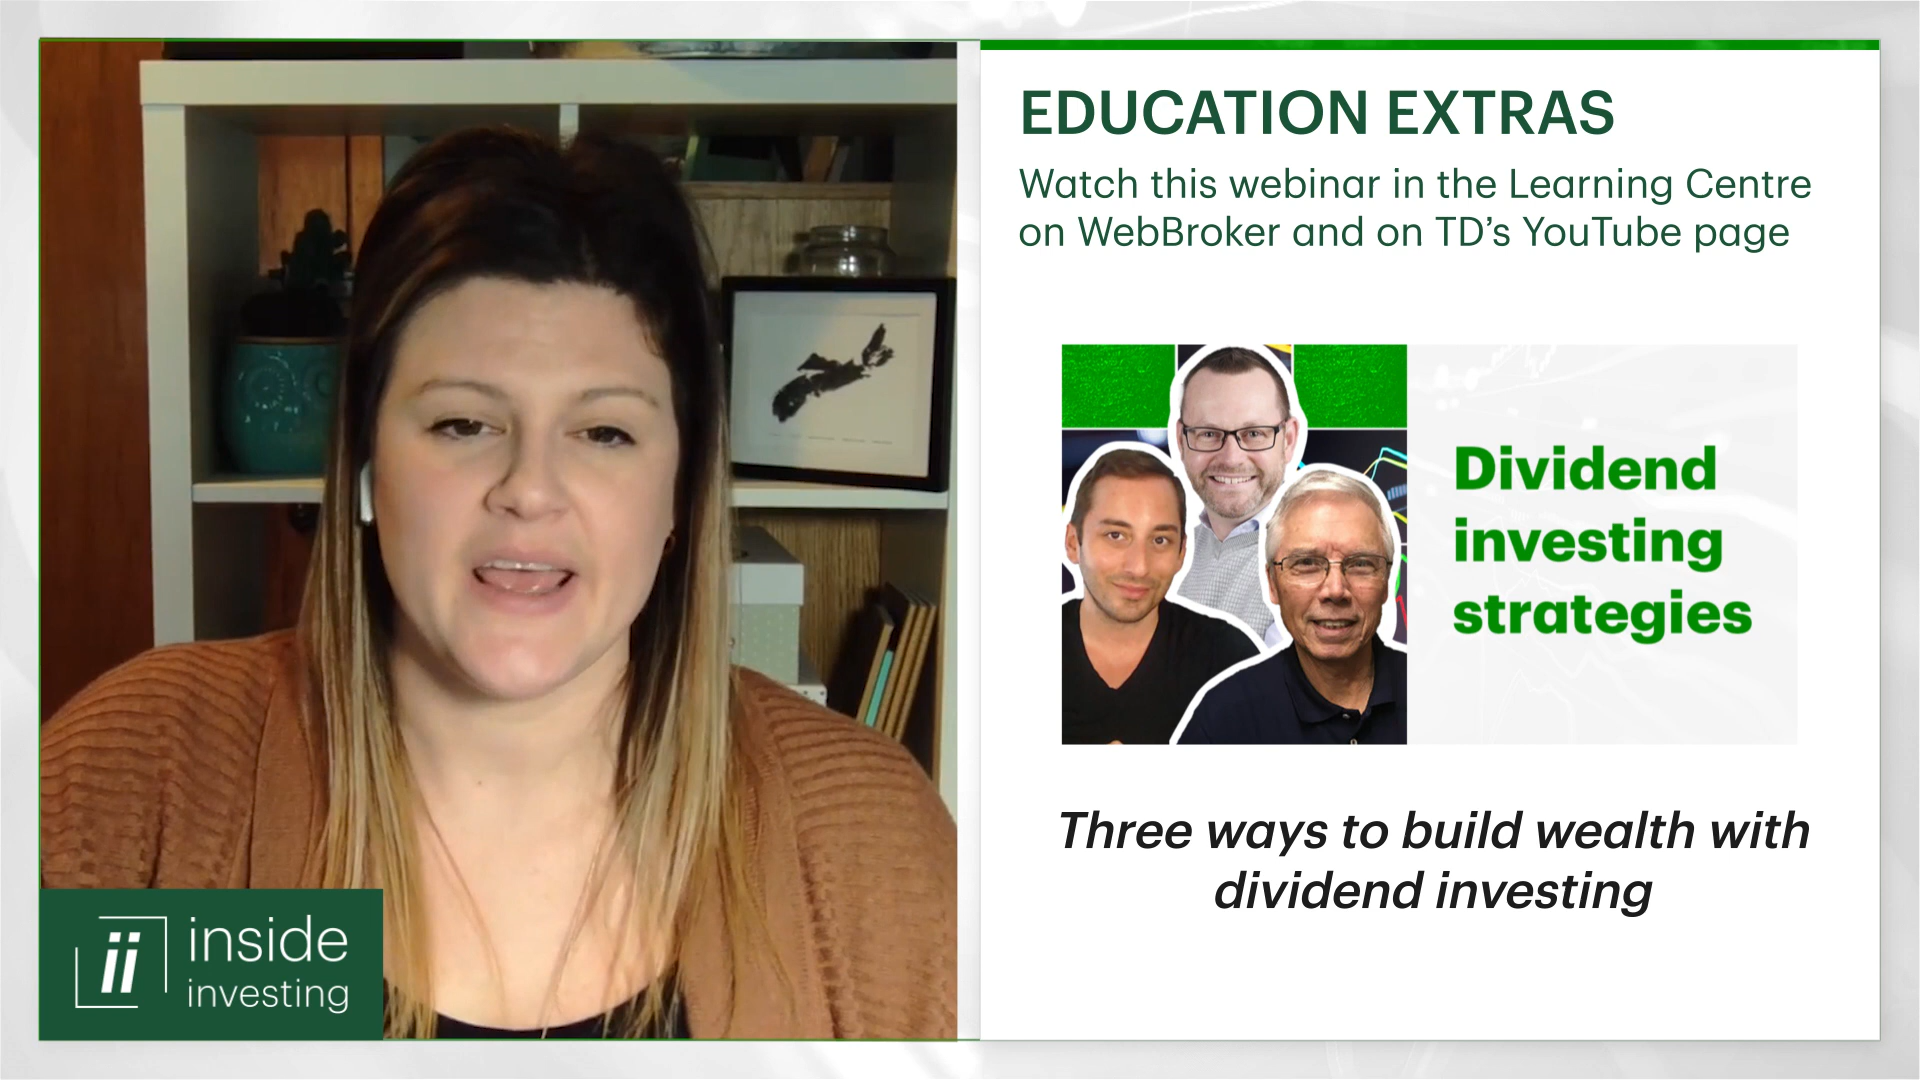 EDUCATION EXTRAS
Watch this webinar in the Learning Centre
on WebBroker and on TD’s YouTube page
Dividend
investing
strategies
Three ways to build wealth with
dividend investing
ii
inside
investing